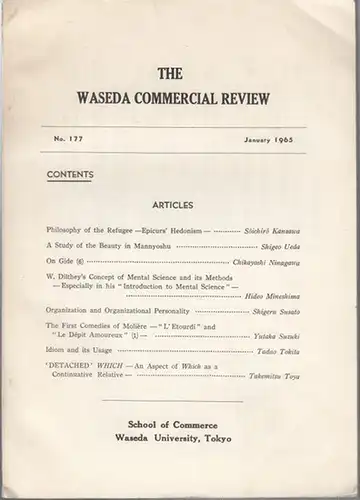 THE
WASEDA COMMERCIAL REVIEW
No. 177 January 1965
CONTENTS
ARTICLES
Philosophy of the Refugee —Epicurs' Hedonism— ············ Sôichirô Kanzawa
A Study of the Beauty in Mannyoshu ································ Shigeo Ueda
On Gide (6) ················································ Chikayoshi Ninagawa
W. Dilthey's Concept of Mental Science and its Methods
—Especially in his "Introduction to Mental Science"—
················································ Hideo Mineshima
Organization and Organizational Personality ···················· Shigeru Susato
The First Comedies of Molière —"L'Etourdi" and
"Le Dépit Amoureux" (1)— ································ Yutaka Suzuki
Idiom and its Usage ················································ Tadao Tokita
'DETACHED' WHICH —An Aspect of Which as a
Continuative Relative— ································ Takemitsu Toya
School of Commerce
Waseda University, Tokyo